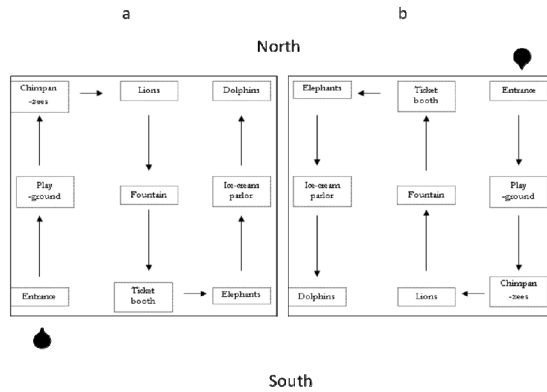 a
b
North
Chimpan
-zees
Lions
Dolphins
Play
-ground
Fountain
Ice-cream
parlor
Entrance
Ticket
booth
Elephants
Elephants
Ticket
booth
Entrance
Ice-cream
parlor
Fountain
Play
-ground
Dolphins
Lions
Chimpan
-zees
South